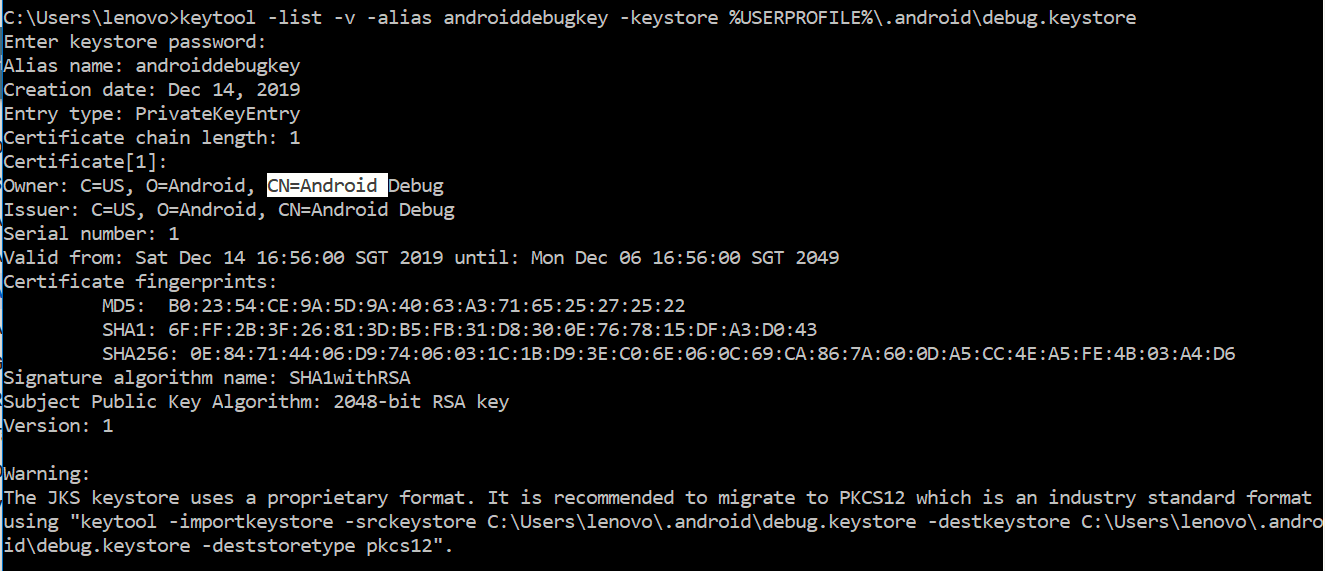 C:\Users\lenovo>keytool -list -v -alias androiddebugkey -keystore %USERPROFILE%\.android\debug.keystore
Enter keystore password:
Alias name: androiddebugkey
Creation date: Dec 14, 2019
Entry type: PrivateKeyEntry
Certificate chain length: 1
Certificate[1]:
Owner: C=US, O=Android, CN=Android Debug
Issuer: C=US, O=Android, CN=Android Debug
Serial number: 1
Valid from: Sat Dec 14 16:56:00 SGT 2019 until: Mon Dec 06 16:56:00 SGT 2049
Certificate fingerprints:
MD5:  B0:23:54:CE:9A:5D:9A:40:63:A3:71:65:25:27:25:22
SHA1: 6F:FF:2B:3F:26:81:3D:B5:FB:31:D8:30:0E:76:78:15:DF:A3:D0:43
SHA256: 0E:84:71:44:06:D9:74:06:03:1C:1B:D9:3E:C0:6E:06:0C:69:CA:86:7A:60:0D:A5:CC:4E:A5:FE:4B:03:A4:D6
Signature algorithm name: SHA1withRSA
Subject Public Key Algorithm: 2048-bit RSA key
Version: 1
Warning:
The JKS keystore uses a proprietary format. It is recommended to migrate to PKCS12 which is an industry standard format
using "keytool -importkeystore -srckeystore C:\Users\lenovo\.android\debug.keystore -destkeystore C:\Users\lenovo\.andro
id\debug.keystore -deststoretype pkcs12".